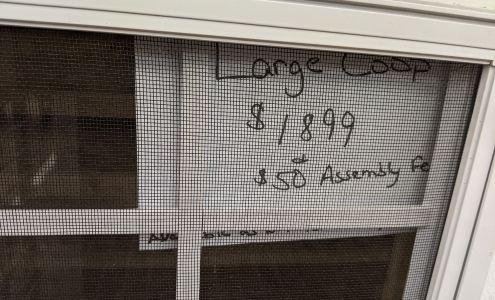 Large Coop
$1899
$50 Assembly Fe